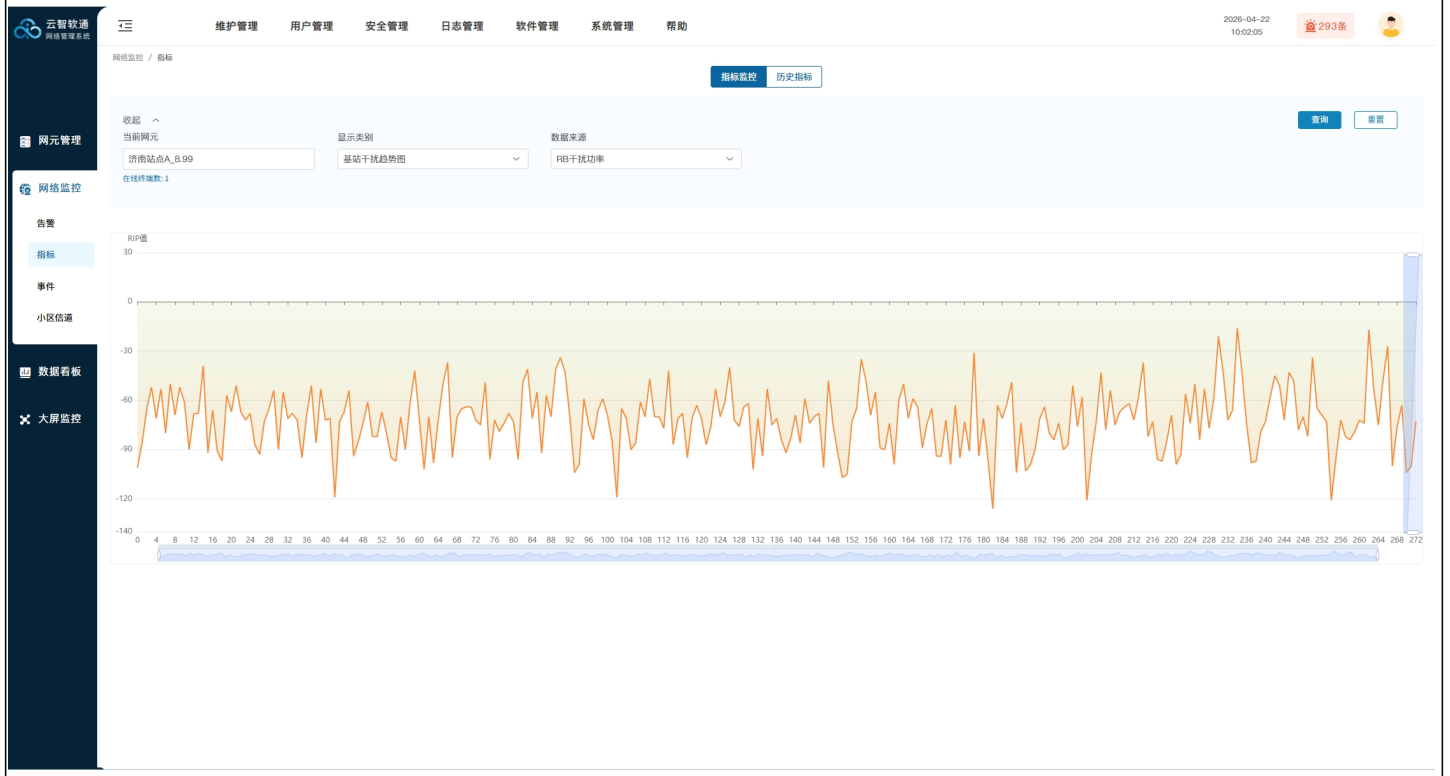 云智软通
网络管理系统
维护管理 用户管理 安全管理 日志管理 软件管理 系统管理 帮助
2026-04-22
10:02:05
293条
网络监控 / 指标
指标监控 历史指标
网元管理
网络监控
告警
指标
事件
小区信道
数据看板
大屏监控
收起
查询 重置
当前网元 显示类别 数据来源
济南站点A_8.99 基站干扰趋势图 RB干扰功率
在线终端数: 1
RIP值
30
0
-30
-60
-90
-120
-140
0 4 8 12 16 20 24 28 32 36 40 44 48 52 56 60 64 68 72 76 80 84 88 92 96 100 104 108 112 116 120 124 128 132 136 140 144 148 152 156 160 164 168 172 176 180 184 188 192 196 200 204 208 212 216 220 224 228 232 236 240 244 248 252 256 260 264 268 272